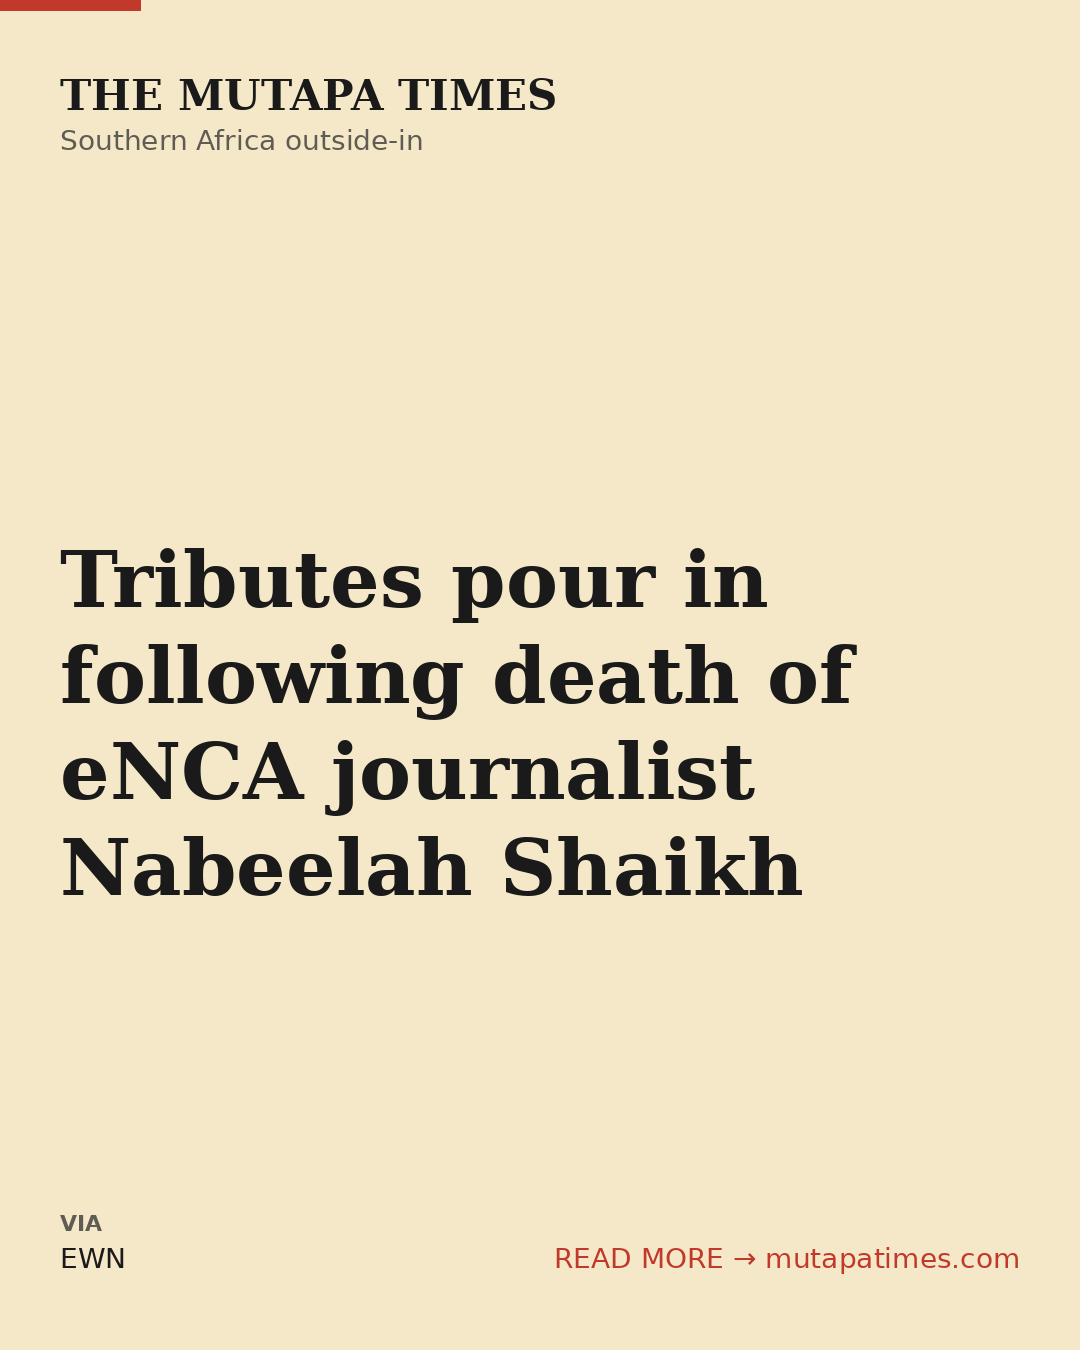 THE MUTAPA TIMES
Southern Africa outside-in
Tributes pour in
following death of
eNCA journalist
Nabeelah Shaikh
VIA
EWN
READ MORE → mutapatimes.com